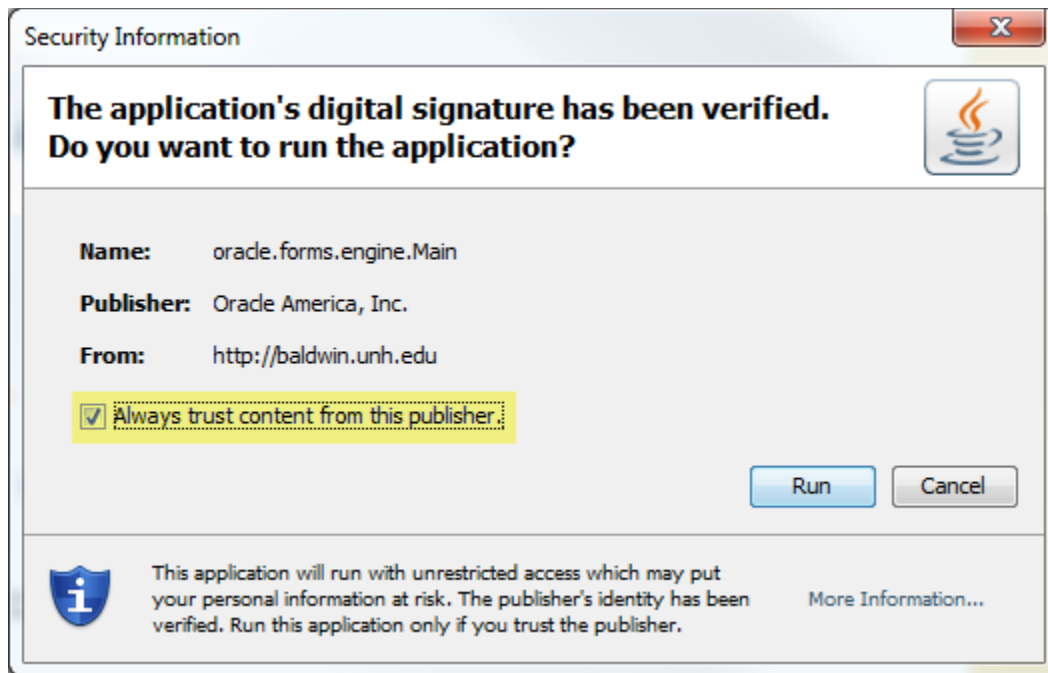 Security Information
The application's digital signature has been verified.
Do you want to run the application?
Name: oracle.forms.engine.Main
Publisher: Oracle America, Inc.
From: http://baldwin.unh.edu
Always trust content from this publisher.
Run Cancel
This application will run with unrestricted access which may put
your personal information at risk. The publisher's identity has been
verified. Run this application only if you trust the publisher.
More Information...